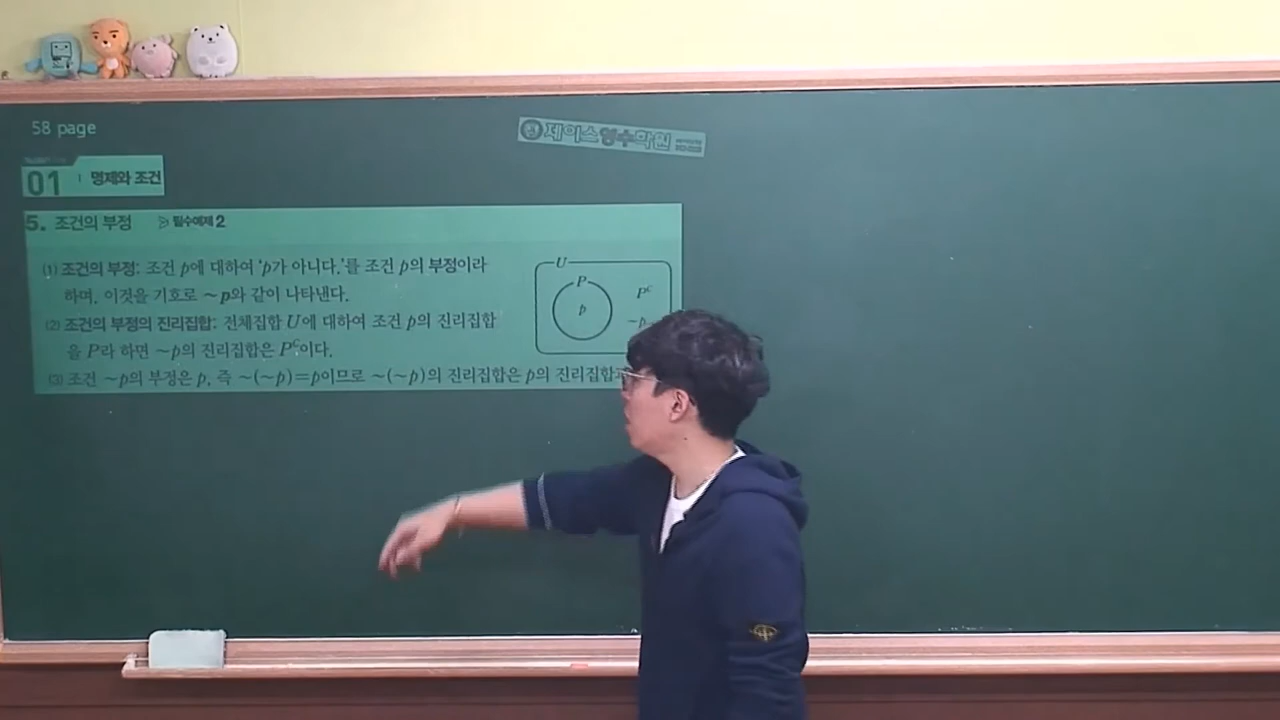 58 page
제이스영수학원
01 명제와 조건
5. 조건의 부정 필수예제 2
(1) 조건의 부정: 조건 p에 대하여 'p가 아니다.'를 조건 p의 부정이라
하며, 이것을 기호로 ~p와 같이 나타낸다.
(2) 조건의 부정의 진리집합: 전체집합 U에 대하여 조건 p의 진리집합
을 P라 하면 ~p의 진리집합은 Pᶜ이다.
(3) 조건 ~p의 부정은 p, 즉 ~(~p)=p이므로 ~(~p)의 진리집합은 p의 진리집합
U
P
p
Pᶜ
~p